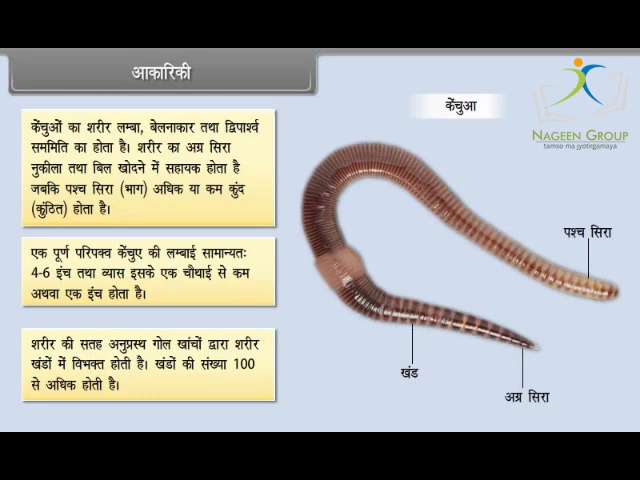 आकारिकी
NAGEEN GROUP
tamso ma jyotirgamaya
केंचुआ
केंचुओं का शरीर लम्बा, बेलनाकार तथा द्विपार्श्व
सममिति का होता है। शरीर का अग्र सिरा
नुकीला तथा बिल खोदने में सहायक होता है
जबकि पश्च सिरा (भाग) अधिक या कम कुंद
(कुंठित) होता है।
एक पूर्ण परिपक्व केंचुए की लम्बाई सामान्यतः
4-6 इंच तथा व्यास इसके एक चौथाई से कम
अथवा एक इंच होता है।
शरीर की सतह अनुप्रस्थ गोल खांचों द्वारा शरीर
खंडों में विभक्त होती है। खंडों की संख्या 100
से अधिक होती है।
पश्च सिरा
खंड
अग्र सिरा